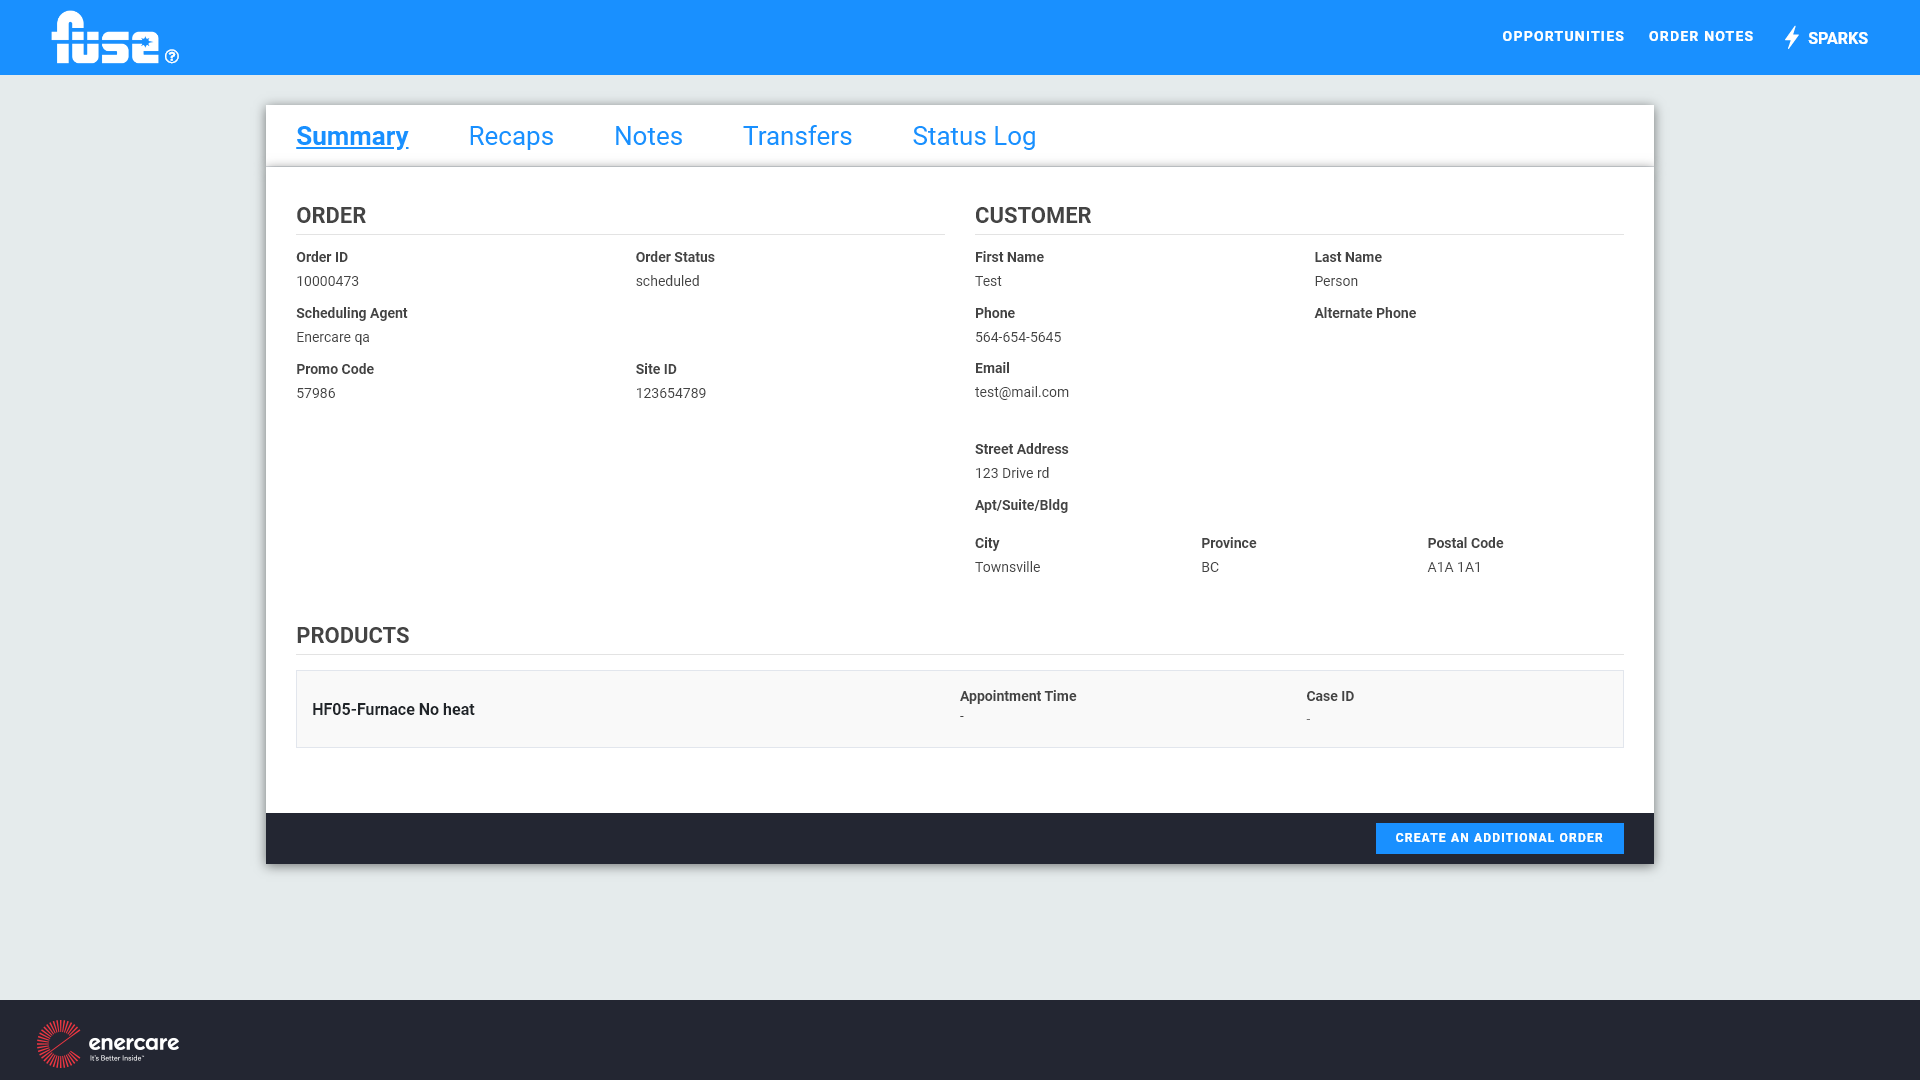 fuse ?
OPPORTUNITIES ORDER NOTES SPARKS
Summary Recaps Notes Transfers Status Log
ORDER
Order ID Order Status
10000473 scheduled
Scheduling Agent
Enercare qa
Promo Code Site ID
57986 123654789
CUSTOMER
First Name Last Name
Test Person
Phone Alternate Phone
564-654-5645
Email
test@mail.com
Street Address
123 Drive rd
Apt/Suite/Bldg
City Province Postal Code
Townsville BC A1A 1A1
PRODUCTS
HF05-Furnace No heat
Appointment Time Case ID
- -
CREATE AN ADDITIONAL ORDER
enercare
It's Better Inside™